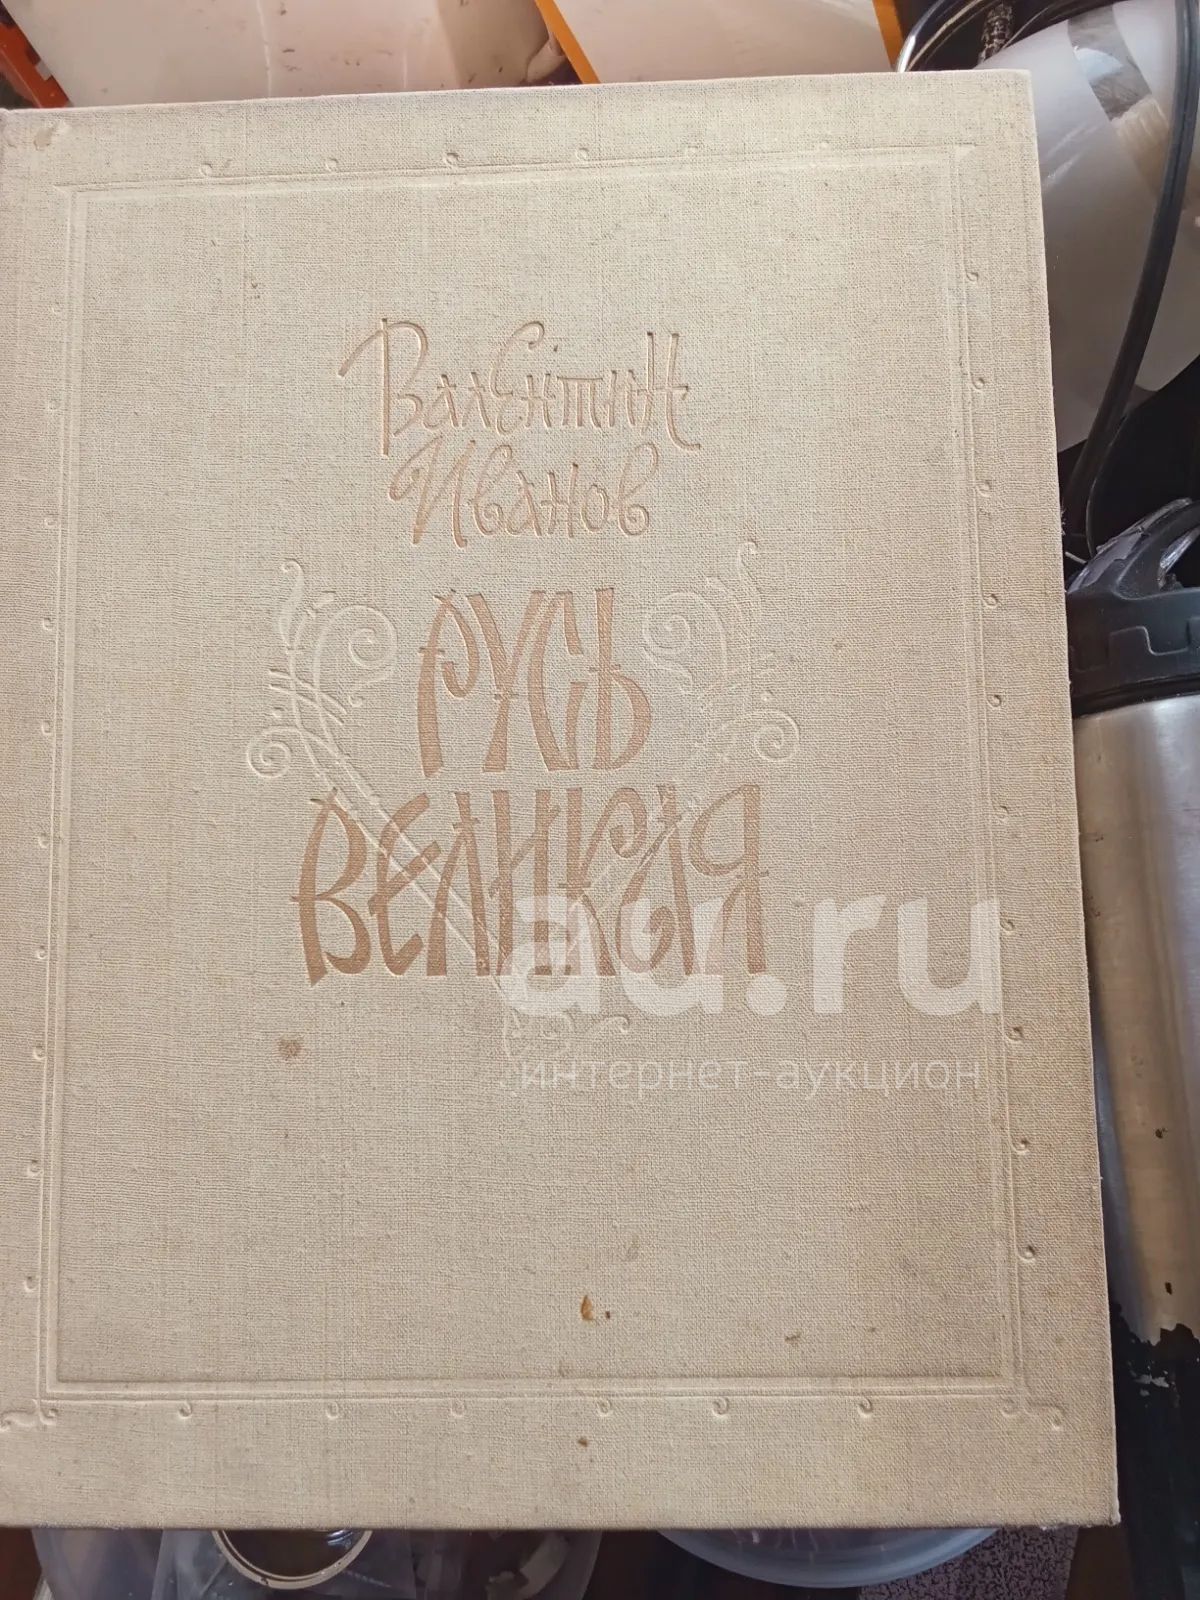 Валентин
Иванов
РУСЬ
ВЕЛИКАЯ
au.ru
интернет-аукцион